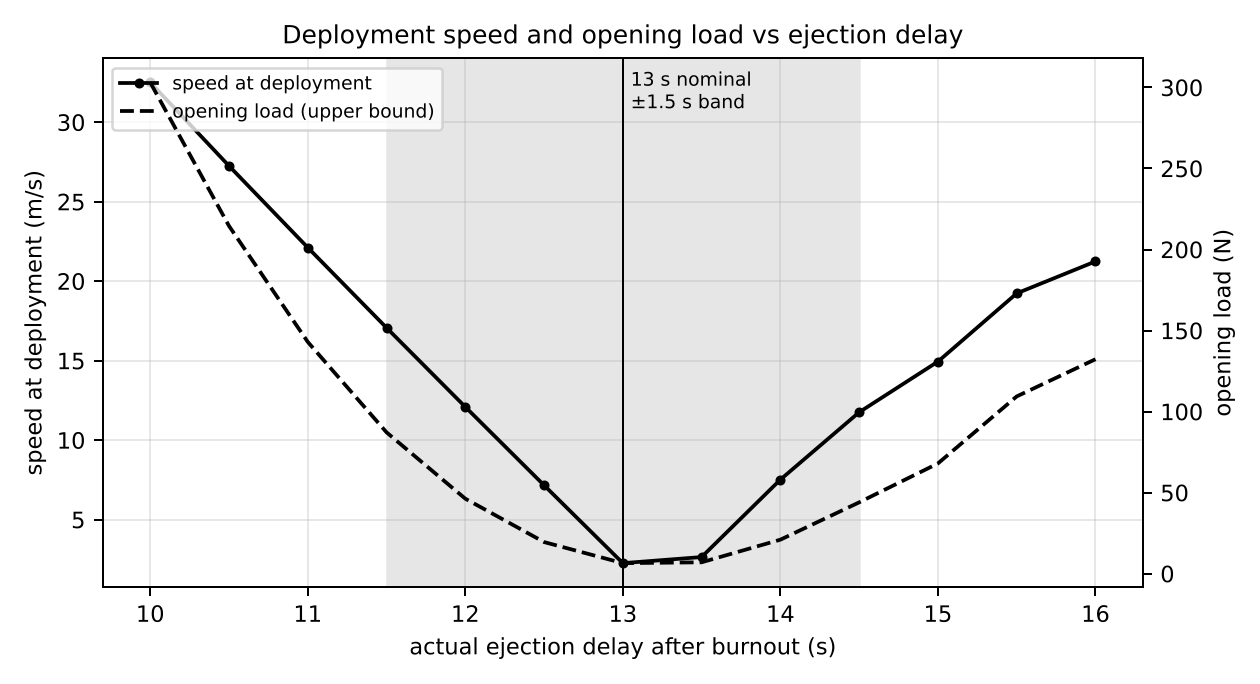 Deployment speed and opening load vs ejection delay
speed at deployment
opening load (upper bound)
13 s nominal
±1.5 s band
speed at deployment (m/s)
30
25
20
15
10
5
300
250
200
150
100
50
0
opening load (N)
10 11 12 13 14 15 16
actual ejection delay after burnout (s)